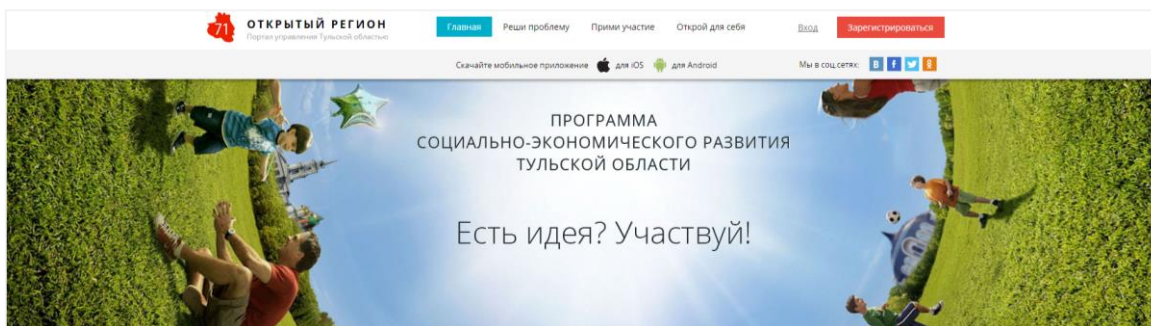 71
ОТКРЫТЫЙ РЕГИОН
Портал управления Тульской областью
Главная Реши проблему Прими участие Открой для себя Вход Зарегистрироваться
Скачайте мобильное приложение для iOS для Android Мы в соц.сетях:
ПРОГРАММА
СОЦИАЛЬНО-ЭКОНОМИЧЕСКОГО РАЗВИТИЯ
ТУЛЬСКОЙ ОБЛАСТИ
Есть идея? Участвуй!